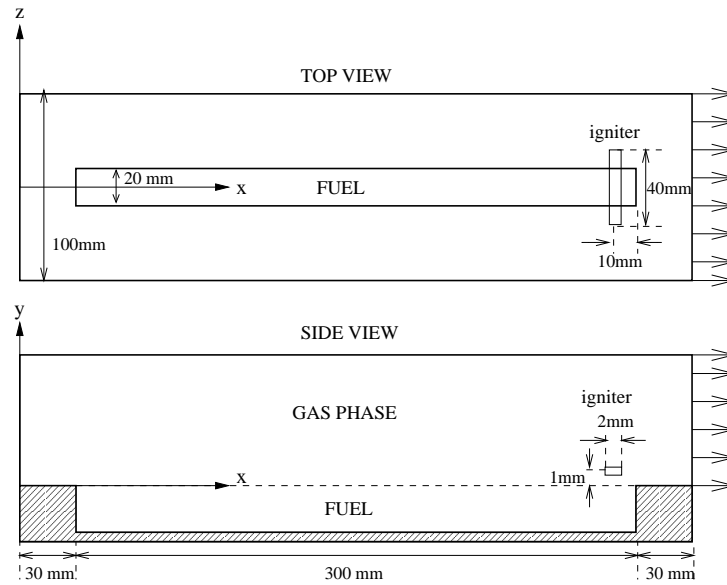 z
TOP VIEW
igniter
20 mm
x
FUEL
40mm
100mm
10mm
y
SIDE VIEW
igniter
GAS PHASE
2mm
x
1mm
FUEL
30 mm
300 mm
30 mm